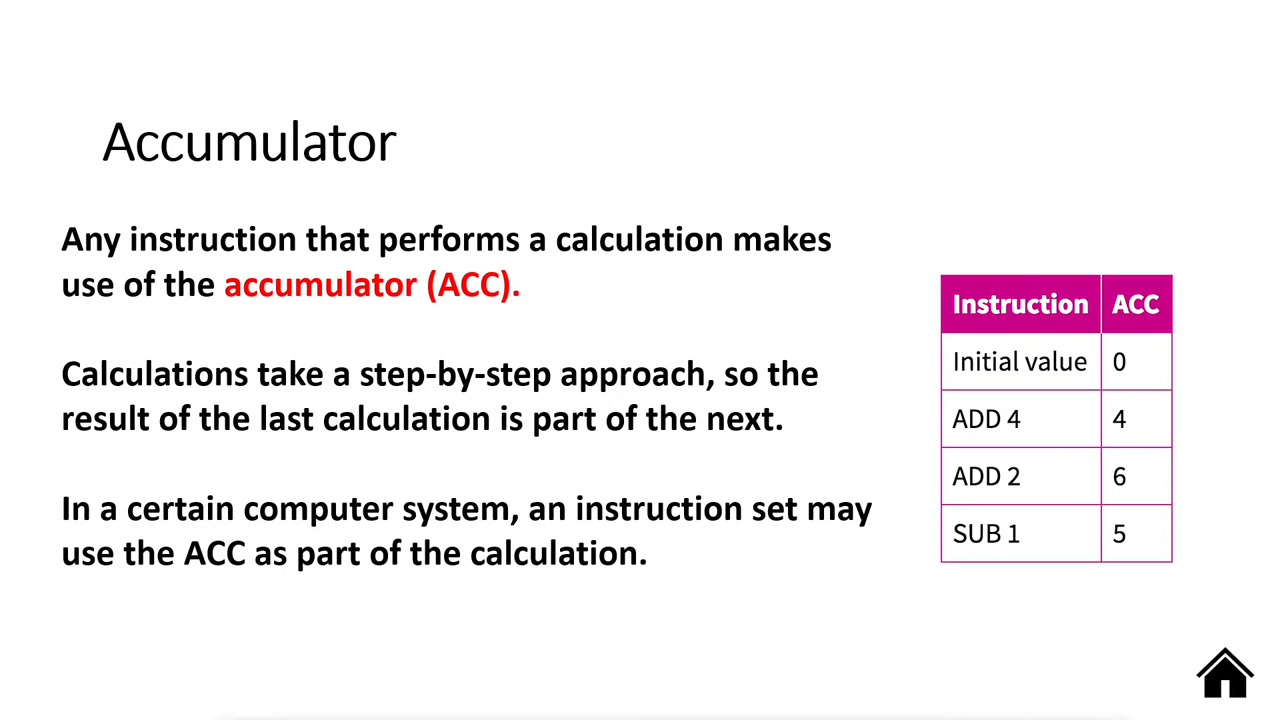 Accumulator
Any instruction that performs a calculation makes
use of the accumulator (ACC).
Calculations take a step-by-step approach, so the
result of the last calculation is part of the next.
In a certain computer system, an instruction set may
use the ACC as part of the calculation.
Instruction ACC
Initial value 0
ADD 4 4
ADD 2 6
SUB 1 5